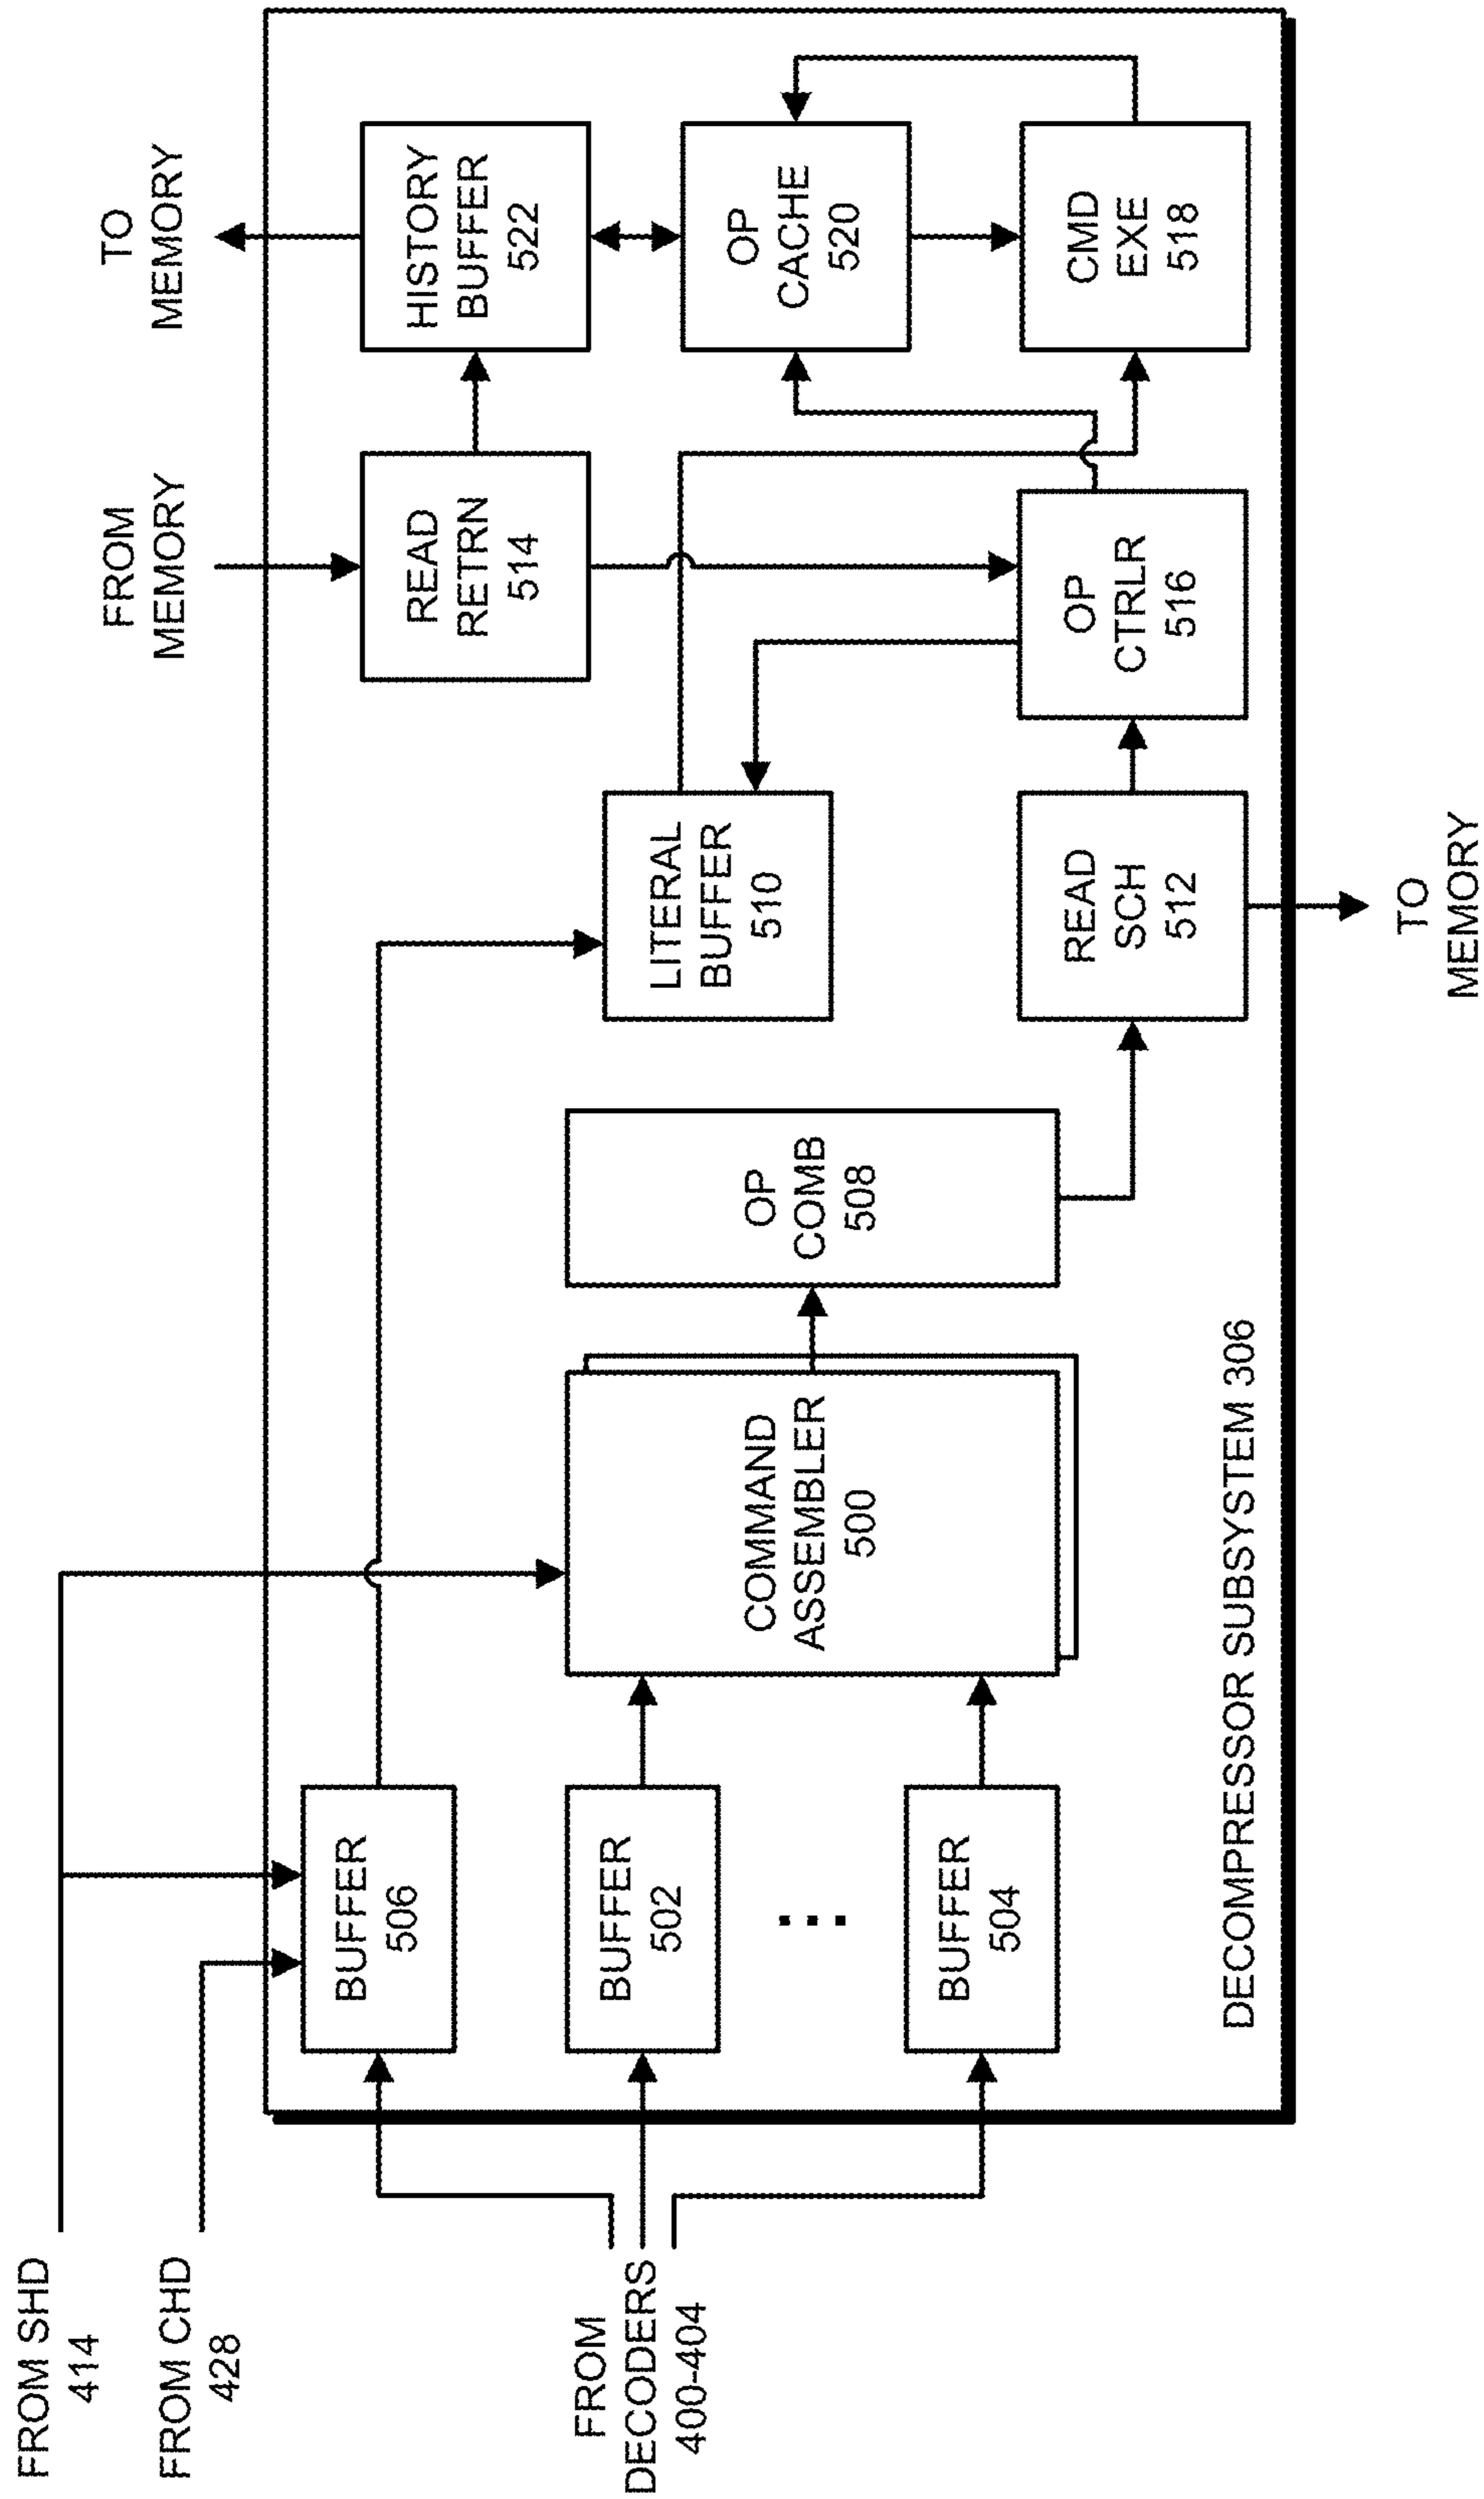 FROM SHD
414
FROM CHD
428
FROM
DECODERS
400-404
BUFFER
506
BUFFER
502
BUFFER
504
COMMAND
ASSEMBLER
500
OP
COMB
508
LITERAL
BUFFER
510
READ
SCH
512
TO
MEMORY
FROM
MEMORY
READ
RETRN
514
OP
CTRLR
516
TO
MEMORY
HISTORY
BUFFER
522
OP
CACHE
520
CMD
EXE
518
DECOMPRESSOR SUBSYSTEM 306